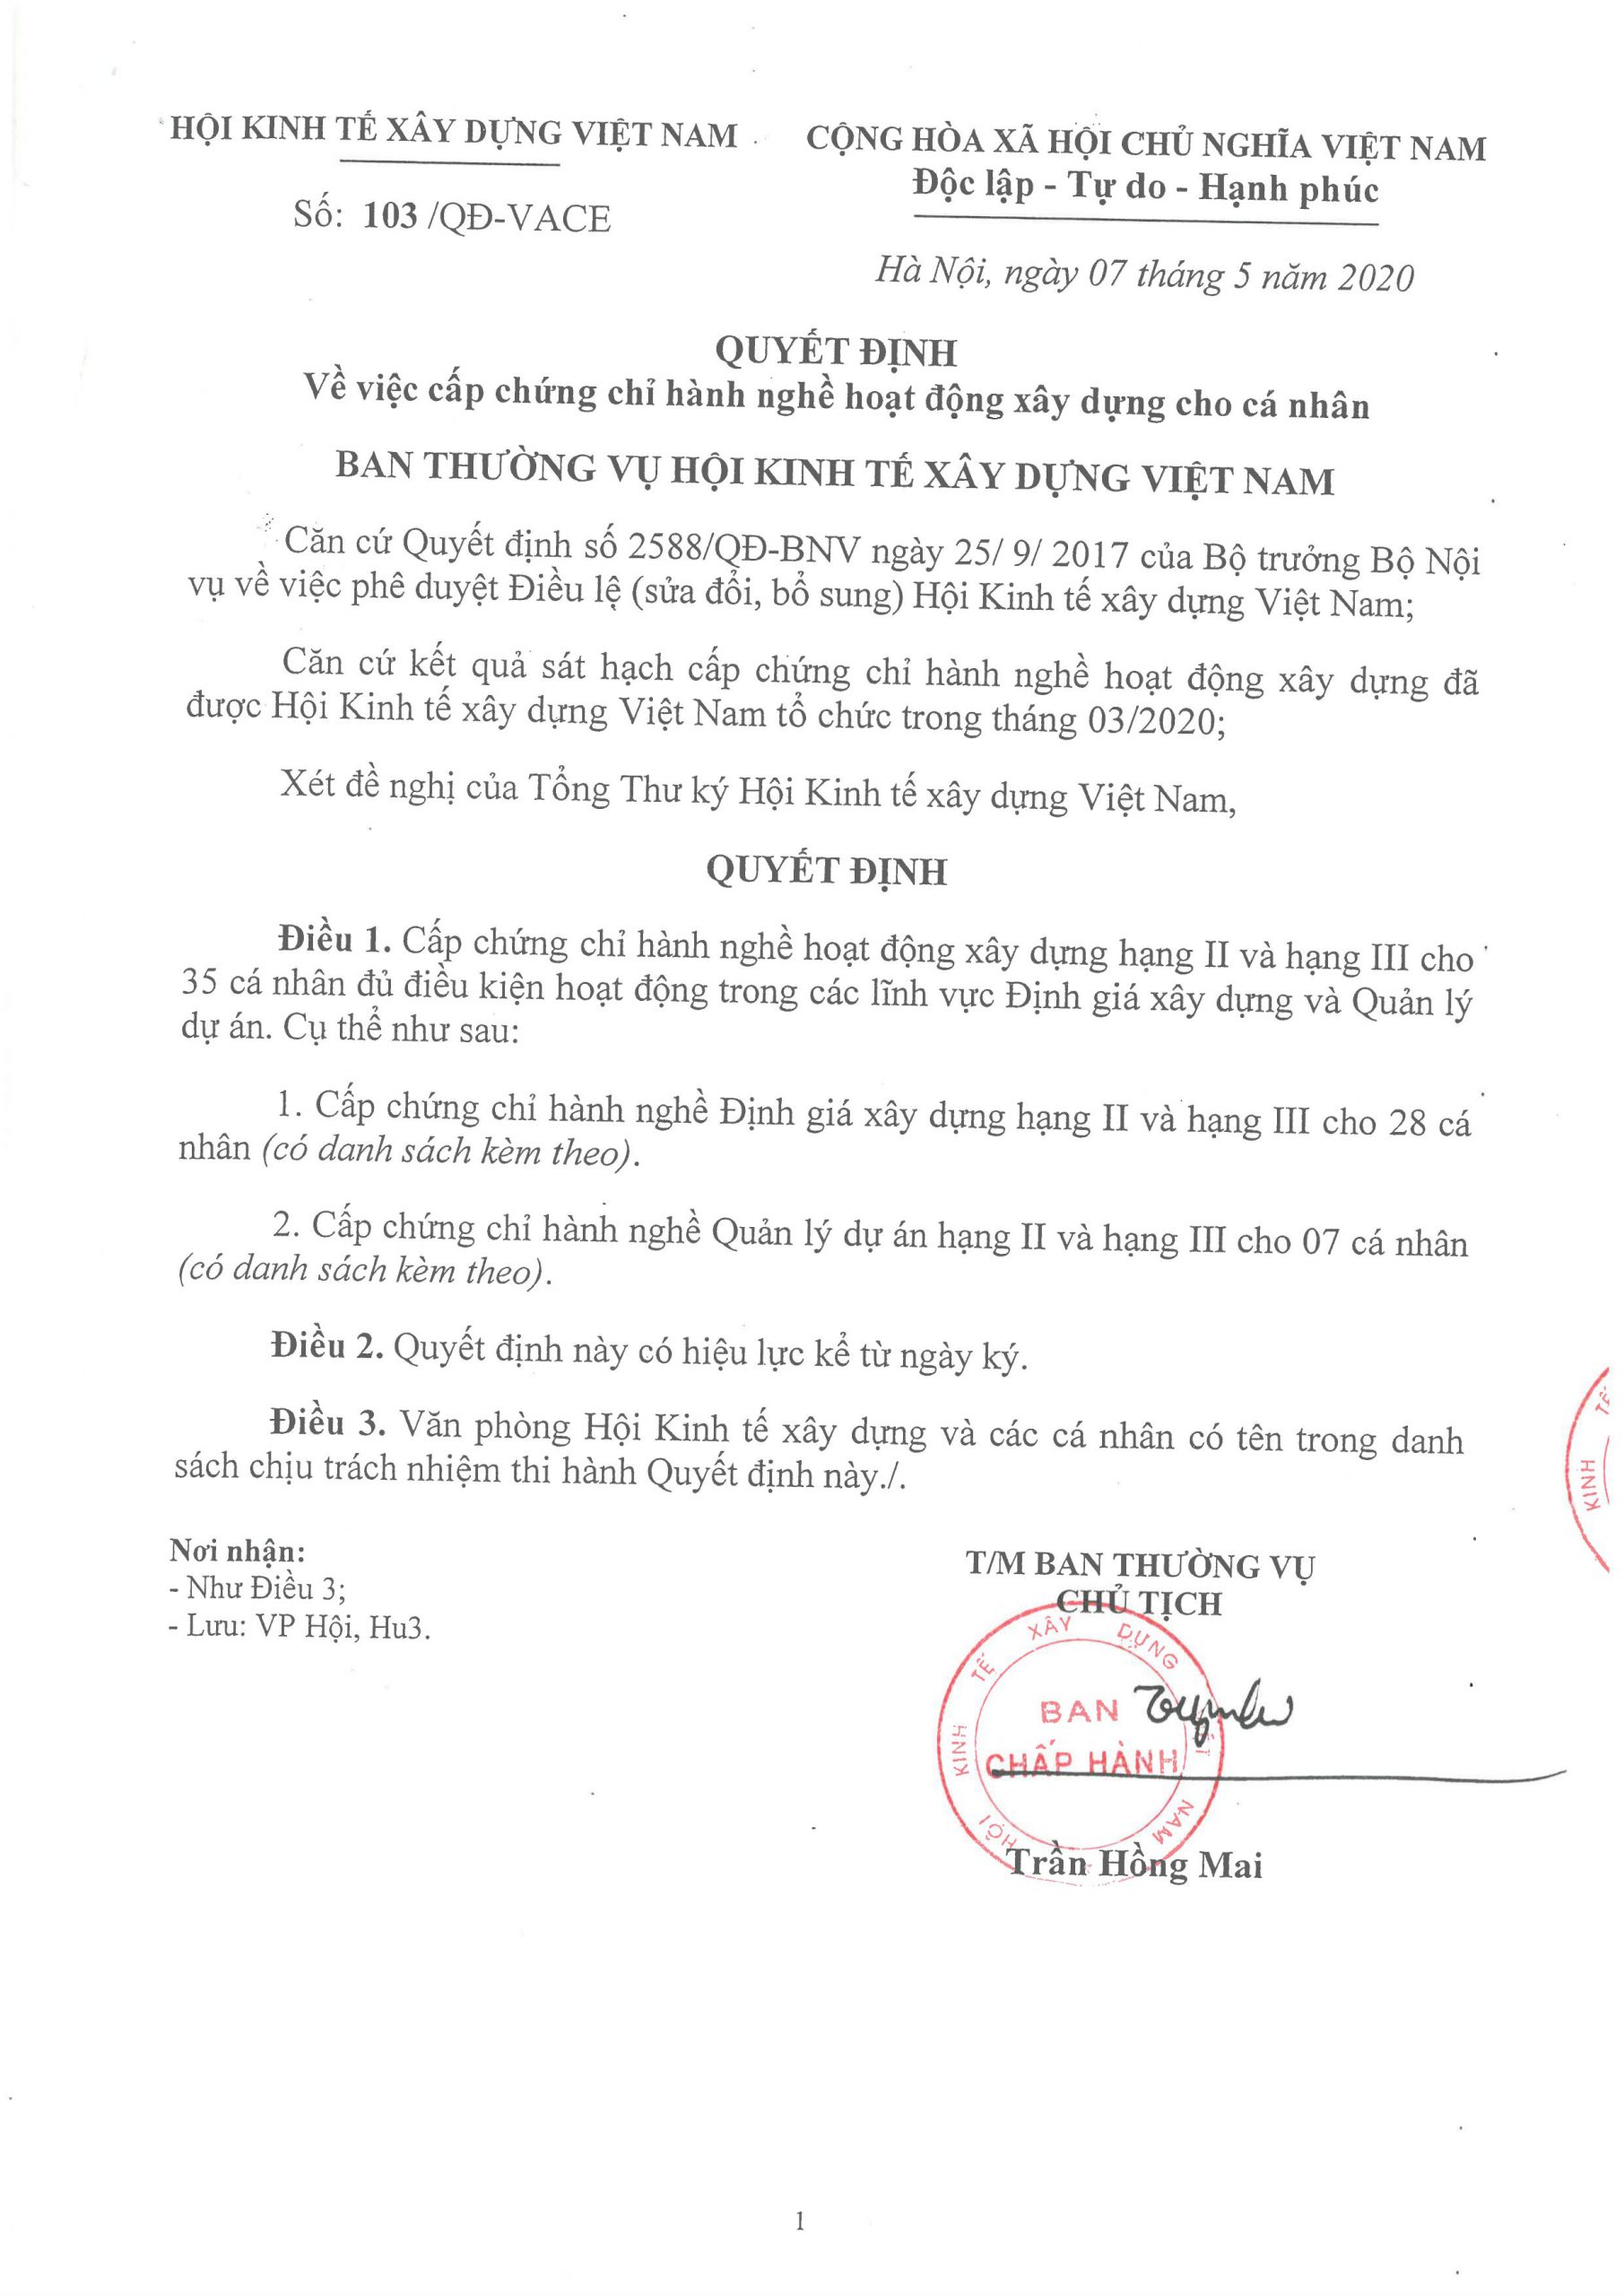 HỘI KINH TẾ XÂY DỰNG VIỆT NAM
Số: 103 /QĐ-VACE
CỘNG HÒA XÃ HỘI CHỦ NGHĨA VIỆT NAM
Độc lập - Tự do - Hạnh phúc
Hà Nội, ngày 07 tháng 5 năm 2020
QUYẾT ĐỊNH
Về việc cấp chứng chỉ hành nghề hoạt động xây dựng cho cá nhân
BAN THƯỜNG VỤ HỘI KINH TẾ XÂY DỰNG VIỆT NAM
Căn cứ Quyết định số 2588/QĐ-BNV ngày 25/ 9/ 2017 của Bộ trưởng Bộ Nội
vụ về việc phê duyệt Điều lệ (sửa đổi, bổ sung) Hội Kinh tế xây dựng Việt Nam;
Căn cứ kết quả sát hạch cấp chứng chỉ hành nghề hoạt động xây dựng đã
được Hội Kinh tế xây dựng Việt Nam tổ chức trong tháng 03/2020;
Xét đề nghị của Tổng Thư ký Hội Kinh tế xây dựng Việt Nam,
QUYẾT ĐỊNH
Điều 1. Cấp chứng chỉ hành nghề hoạt động xây dựng hạng II và hạng III cho
35 cá nhân đủ điều kiện hoạt động trong các lĩnh vực Định giá xây dựng và Quản lý
dự án. Cụ thể như sau:
1. Cấp chứng chỉ hành nghề Định giá xây dựng hạng II và hạng III cho 28 cá
nhân (có danh sách kèm theo).
2. Cấp chứng chỉ hành nghề Quản lý dự án hạng II và hạng III cho 07 cá nhân
(có danh sách kèm theo).
Điều 2. Quyết định này có hiệu lực kể từ ngày ký.
Điều 3. Văn phòng Hội Kinh tế xây dựng và các cá nhân có tên trong danh
sách chịu trách nhiệm thi hành Quyết định này./.
KINH TẾ
Nơi nhận:
- Như Điều 3;
- Lưu: VP Hội, Hu3.
T/M BAN THƯỜNG VỤ
CHỦ TỊCH
HỘI KINH TẾ XÂY DỰNG VIỆT NAM
BAN
CHẤP HÀNH
Trần Hồng Mai
1